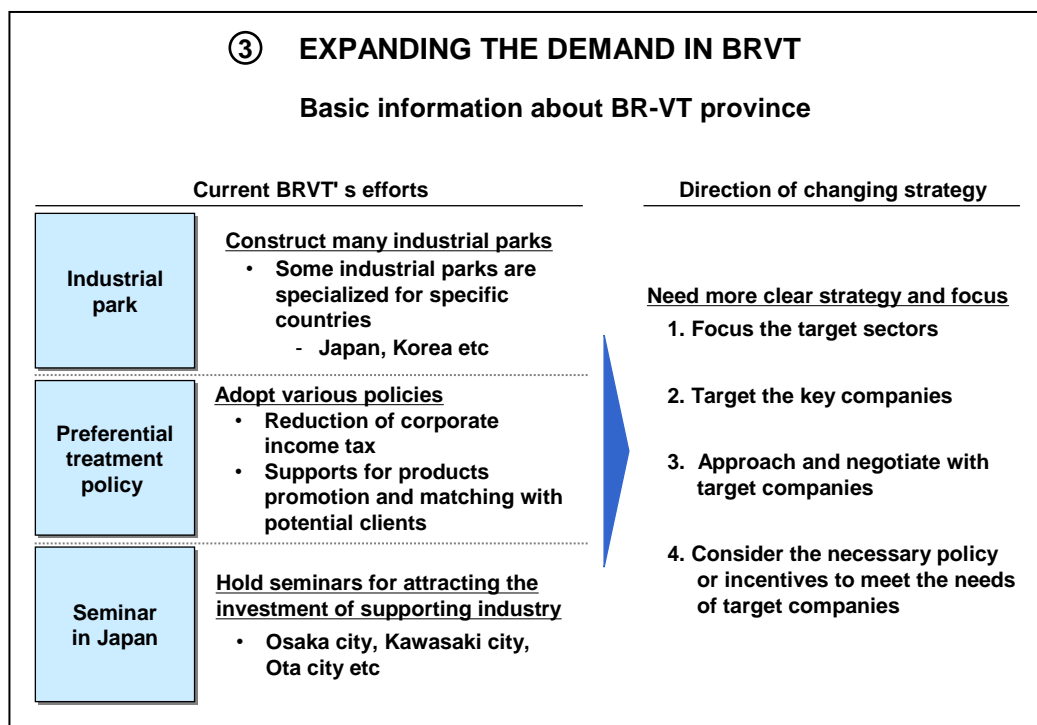 ③ EXPANDING THE DEMAND IN BRVT
Basic information about BR-VT province
Current BRVT' s efforts
Industrial
park
Construct many industrial parks
• Some industrial parks are
specialized for specific
countries
- Japan, Korea etc
Preferential
treatment
policy
Adopt various policies
• Reduction of corporate
income tax
• Supports for products
promotion and matching with
potential clients
Seminar
in Japan
Hold seminars for attracting the
investment of supporting industry
• Osaka city, Kawasaki city,
Ota city etc
Direction of changing strategy
Need more clear strategy and focus
1. Focus the target sectors
2. Target the key companies
3. Approach and negotiate with
target companies
4. Consider the necessary policy
or incentives to meet the needs
of target companies